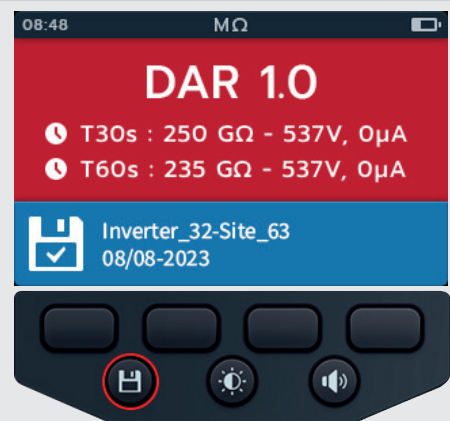 08:48 MΩ
DAR 1.0
T30s : 250 GΩ - 537V, 0µA
T60s : 235 GΩ - 537V, 0µA
Inverter_32-Site_63
08/08-2023